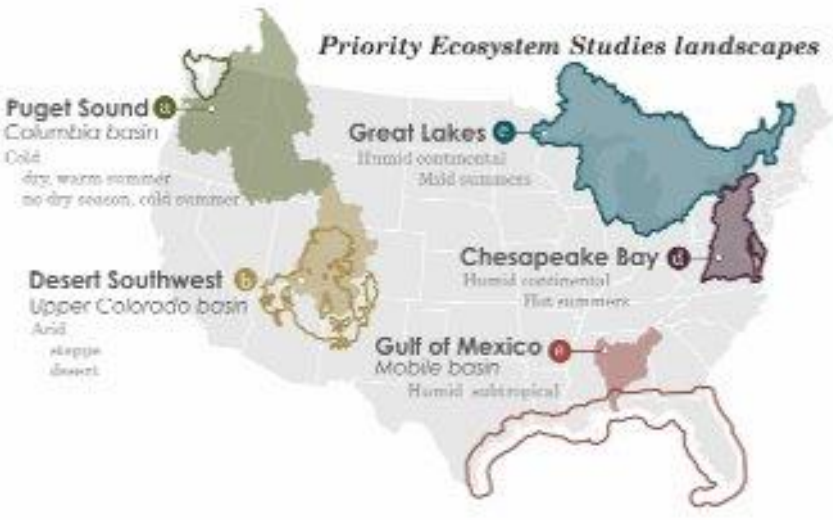 Priority Ecosystem Studies landscapes
Puget Sound a
Columbia basin
Cold
dry, warm summer
no dry season, cold summer
Great Lakes c
Humid continental
Mild summers
Chesapeake Bay d
Humid continental
Hot summers
Desert Southwest b
Upper Colorado basin
Arid
steppe
desert
Gulf of Mexico e
Mobile basin
Humid subtropical